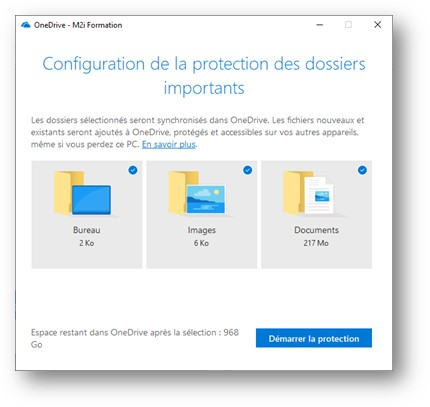 OneDrive - M2i Formation
Configuration de la protection des dossiers
importants
Les dossiers sélectionnés seront synchronisés dans OneDrive. Les fichiers nouveaux et
existants seront ajoutés à OneDrive, protégés et accessibles sur vos autres appareils,
même si vous perdez ce PC. En savoir plus.
Bureau
2 Ko
Images
6 Ko
Documents
217 Mo
Espace restant dans OneDrive après la sélection : 968
Go
Démarrer la protection